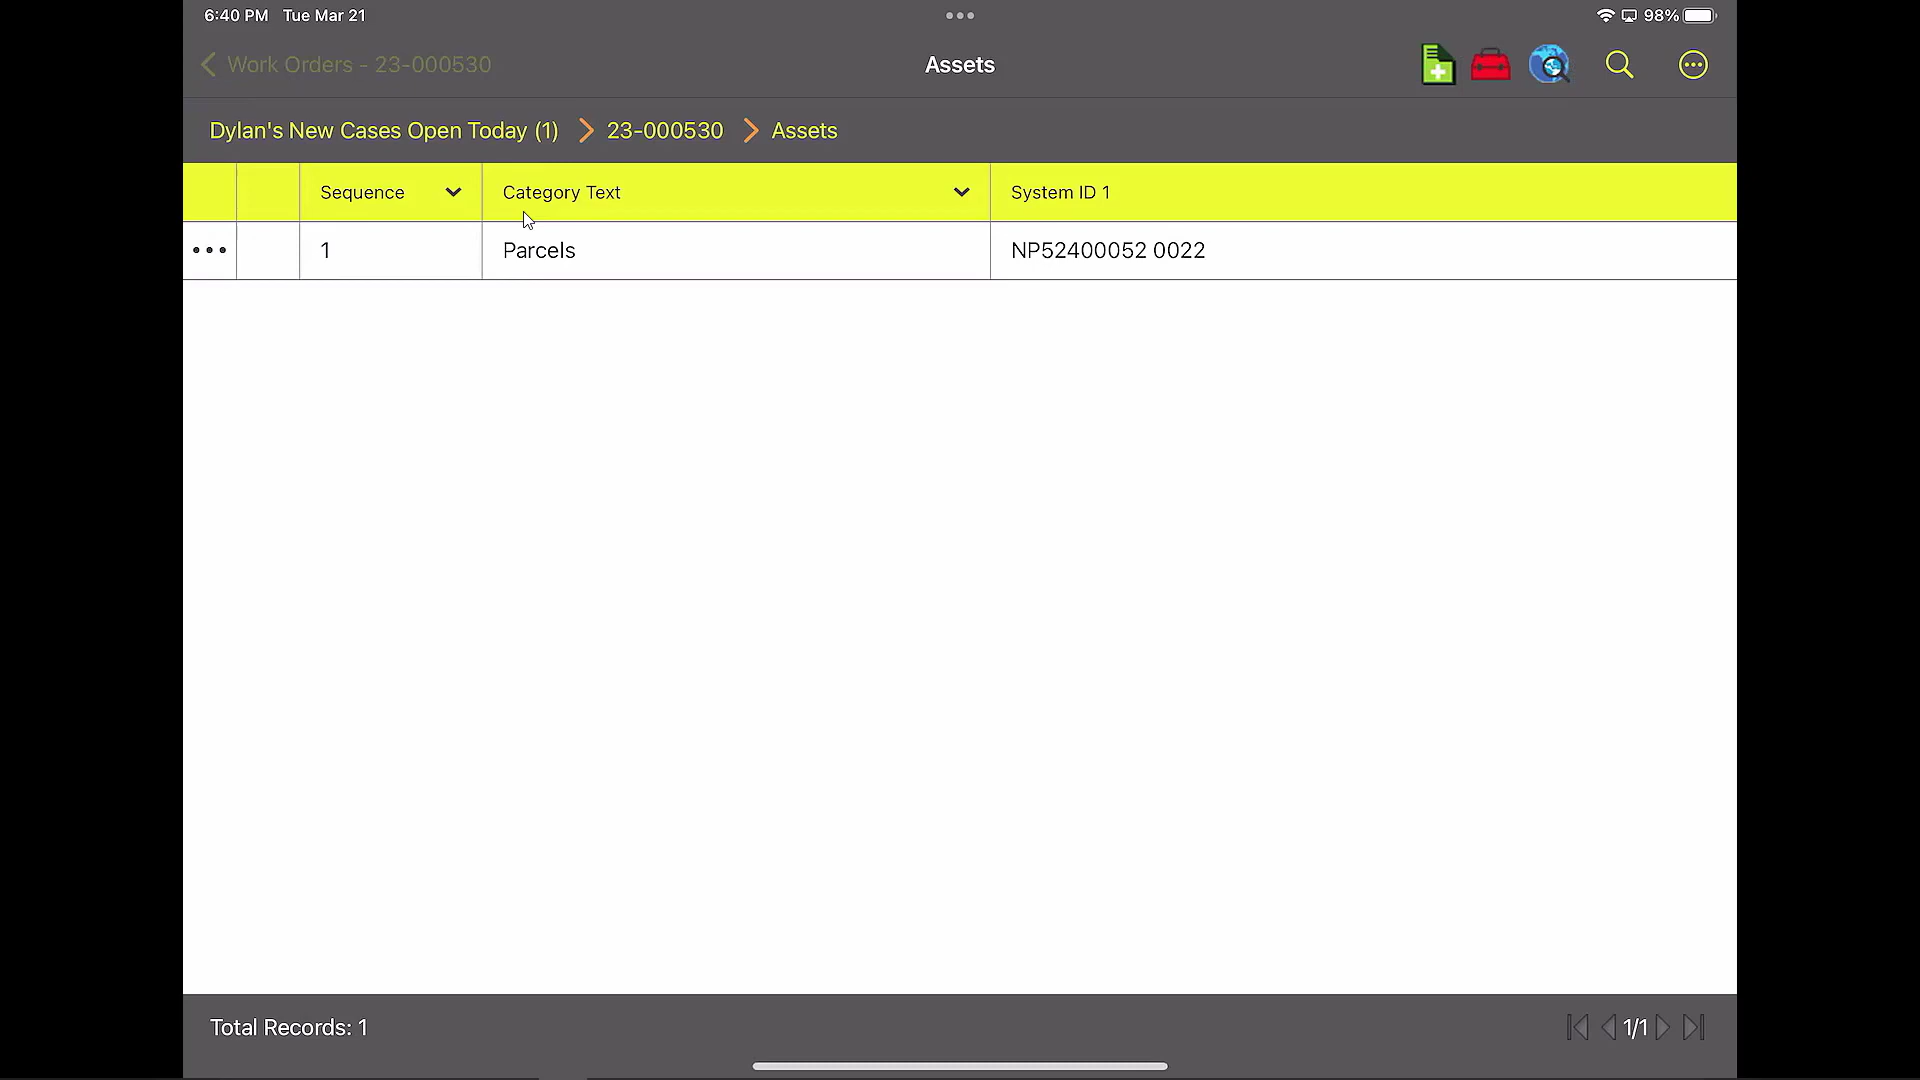 6:40 PM Tue Mar 21
98%
Work Orders - 23-000530
Assets
Dylan's New Cases Open Today (1) 23-000530 Assets
Sequence Category Text System ID 1
1 Parcels NP52400052 0022
Total Records: 1
1/1